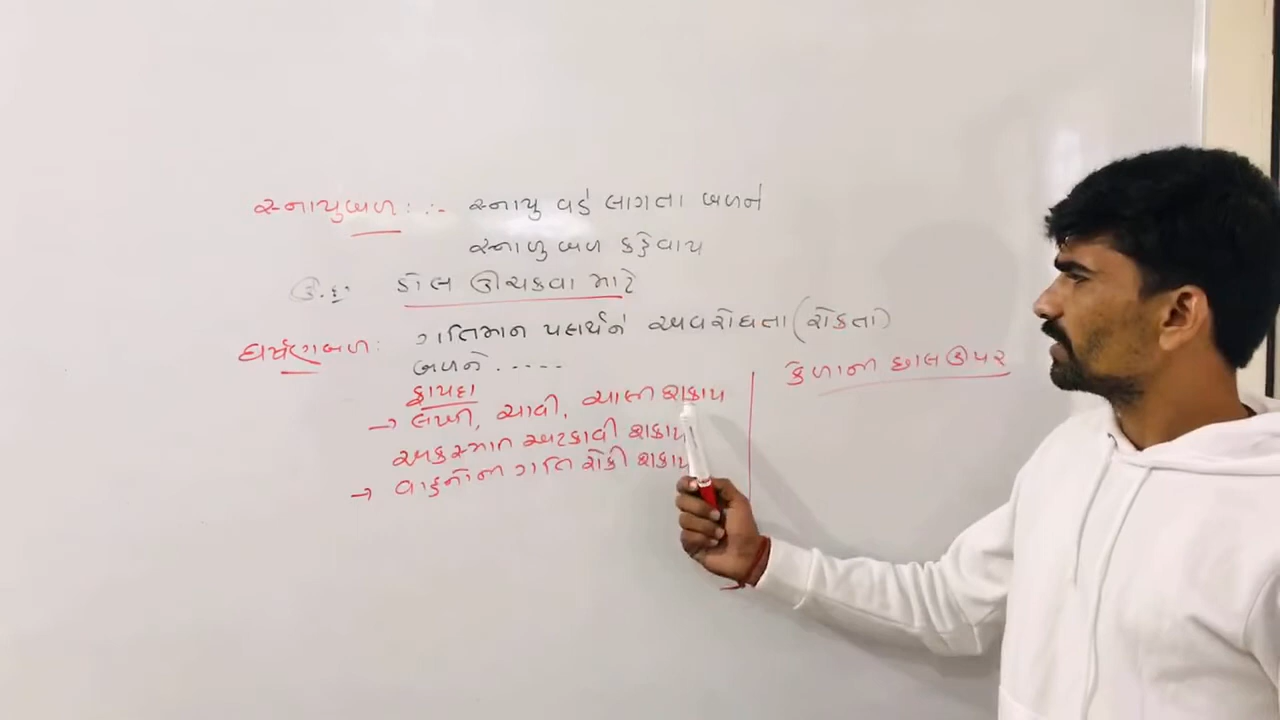 સ્નાયુબળ : :- સ્નાયુ વડે લાગતા બળને
સ્નાયુ બળ કહેવાય
ઉ.દા. ડોલ ઊંચકવા માટે
ઘર્ષણબળ : ગતિમાન પદાર્થને અવરોધતા (રોકતા)
બળને .....
ફાયદા
→ લખી, ચાવી, ચાલી શકાય
અકસ્માત અટકાવી શકાય
→ વાહનોની ગતિ રોકી શકાય
કેળાની છાલ ઊપર